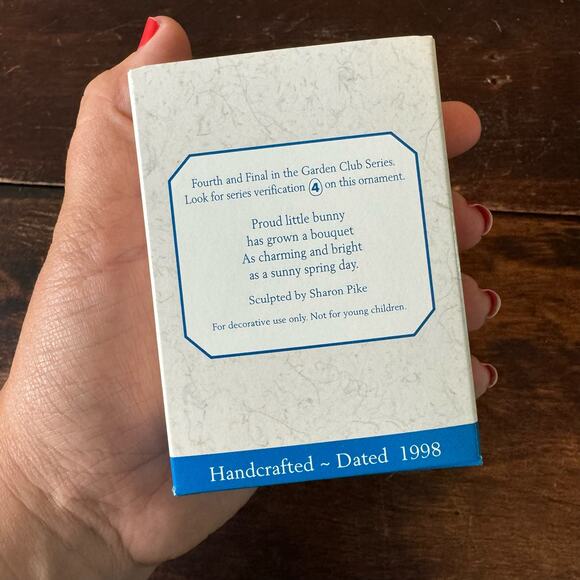 Fourth and Final in the Garden Club Series.
Look for series verification 4 on this ornament.
Proud little bunny
has grown a bouquet
As charming and bright
as a sunny spring day.
Sculpted by Sharon Pike
For decorative use only. Not for young children.
Handcrafted ~ Dated 1998